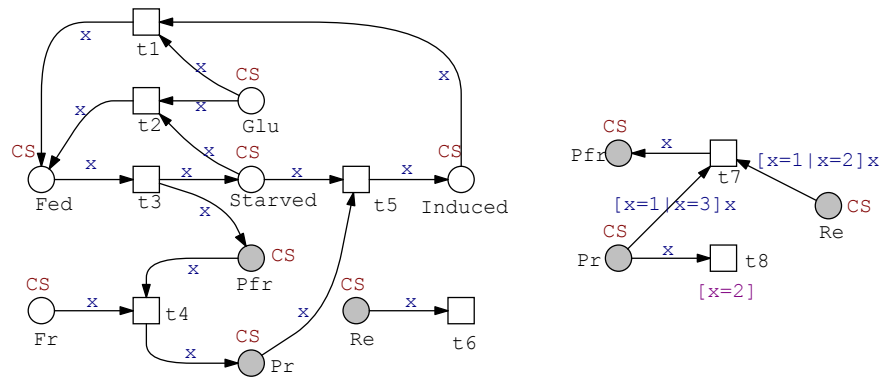 x
t1
x
CS
x
x
t2
Glu
CS
x
x
CS
CS
x
x
x
x
Fed
t3
Starved
t5
Induced
x
CS
x
Pfr
CS
x
t4
x
CS
x
Fr
CS
x
Pr
Re
t6
CS
Pfr
x
t7
[x=1|x=2]x
[x=1|x=3]x
CS
Re
CS
Pr
x
t8
[x=2]